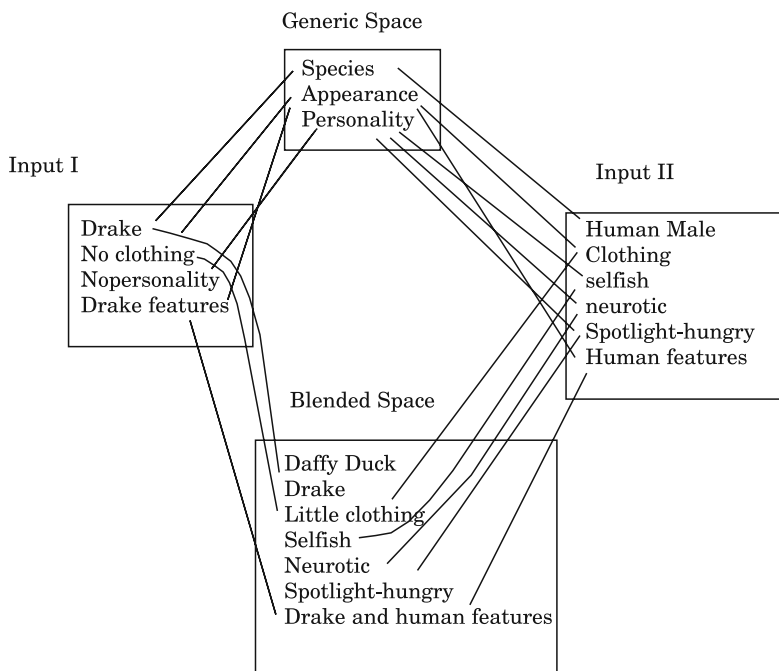 Generic Space
Species
Appearance
Personality
Input I
Drake
No clothing
Nopersonality
Drake features
Input II
Human Male
Clothing
selfish
neurotic
Spotlight-hungry
Human features
Blended Space
Daffy Duck
Drake
Little clothing
Selfish
Neurotic
Spotlight-hungry
Drake and human features